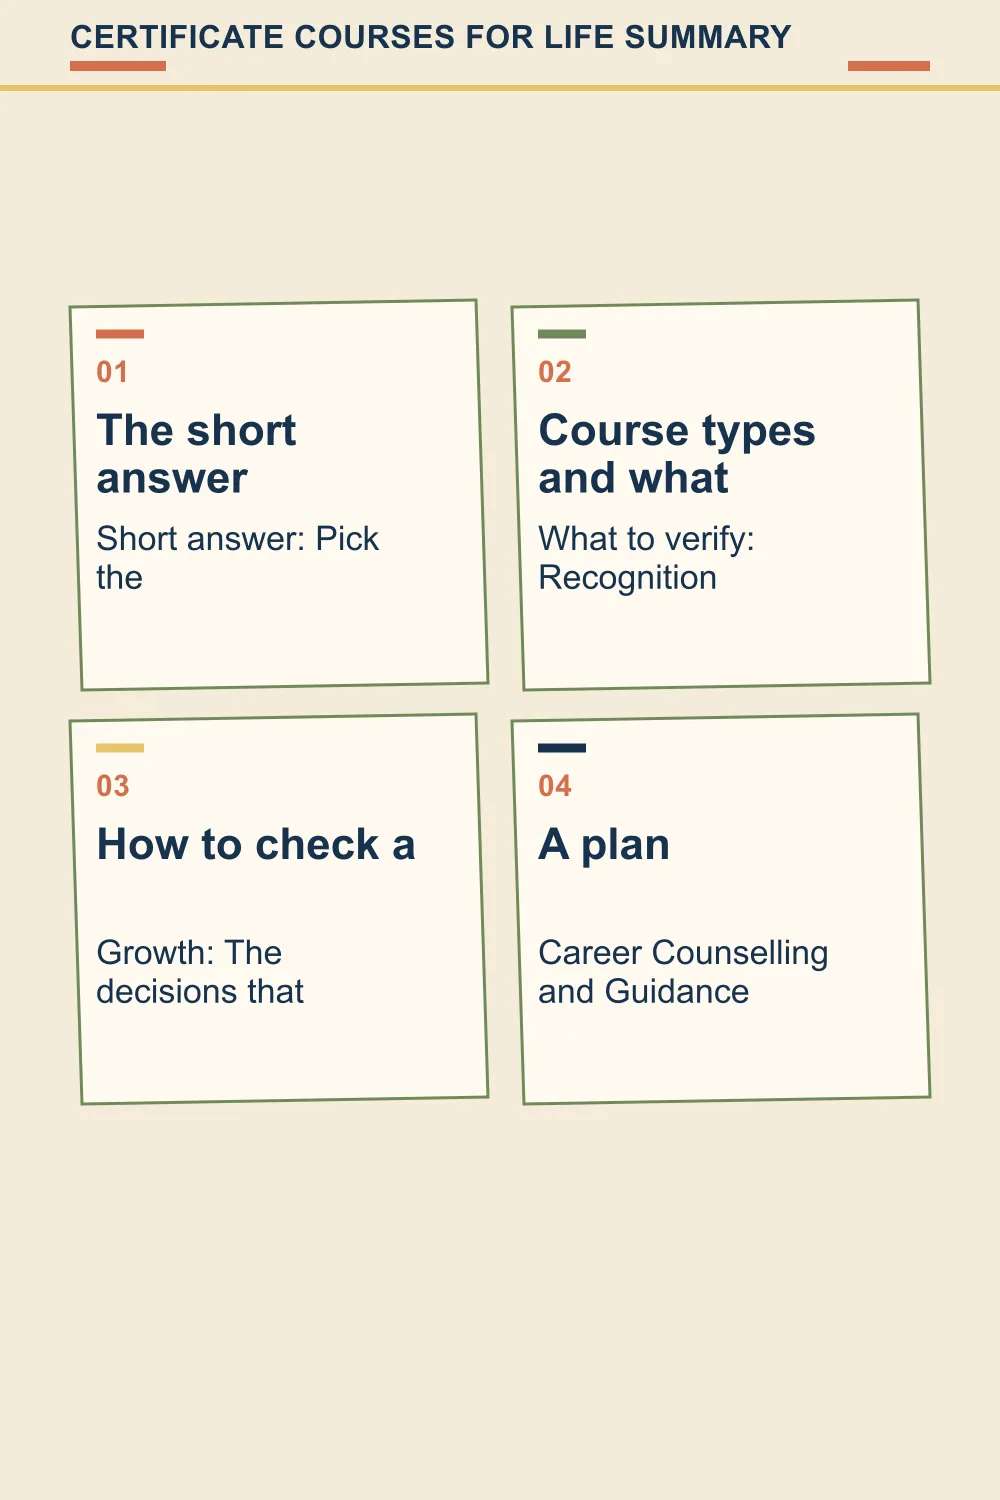 CERTIFICATE COURSES FOR LIFE SUMMARY
01
The short
answer
Short answer: Pick
the
02
Course types
and what
What to verify:
Recognition
03
How to check a
Growth: The
decisions that
04
A plan
Career Counselling
and Guidance